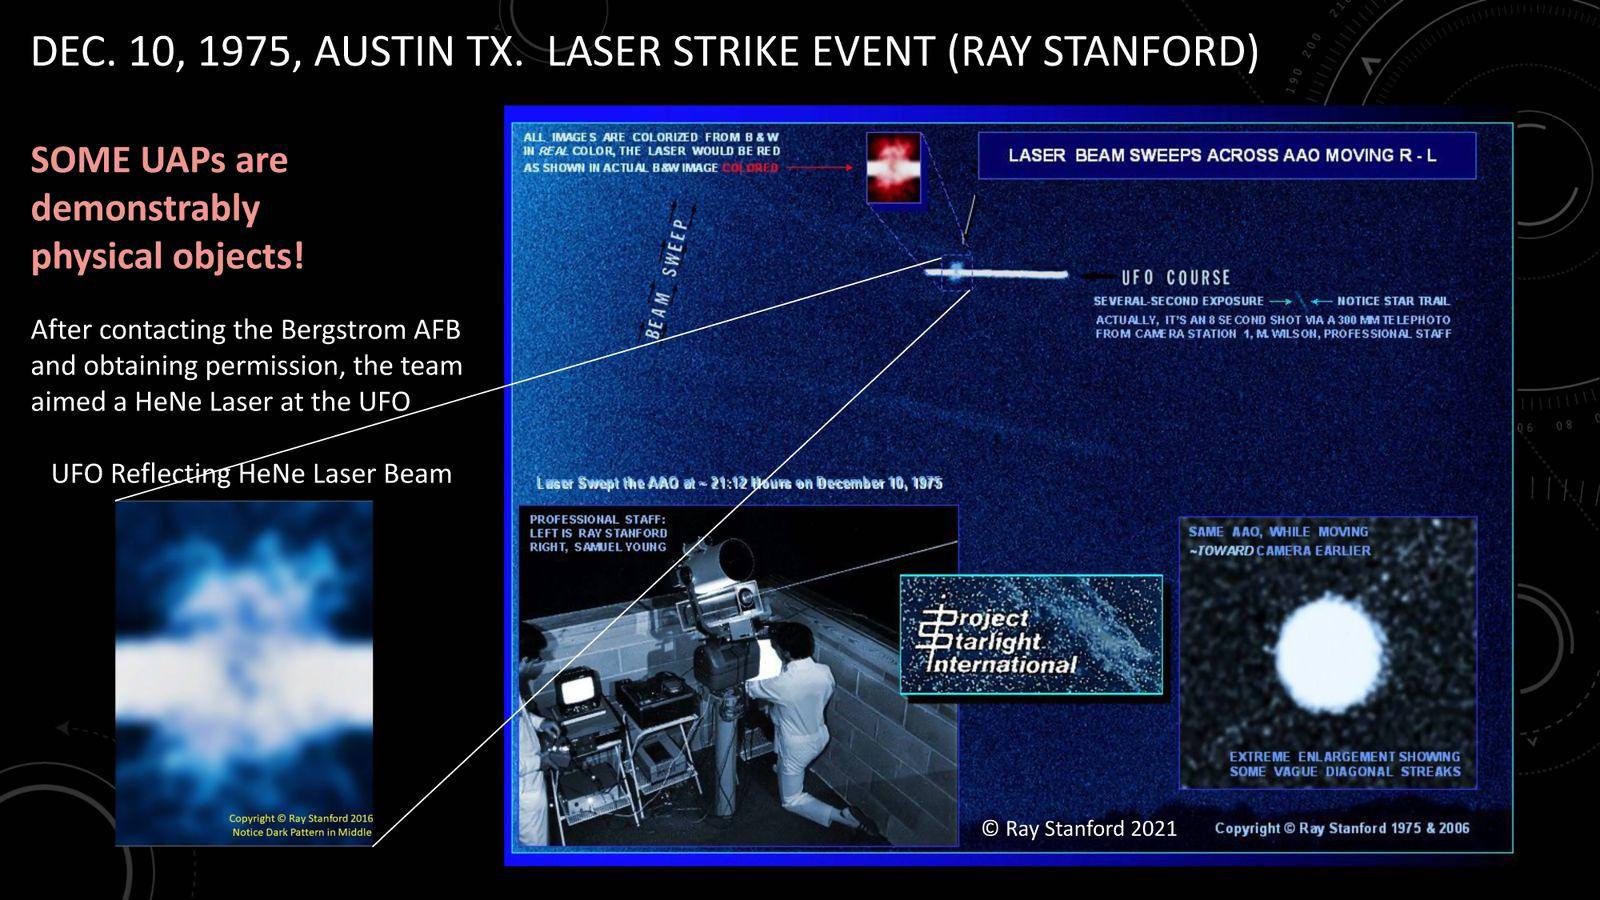 DEC. 10, 1975, AUSTIN TX. LASER STRIKE EVENT (RAY STANFORD)
SOME UAPs are
demonstrably
physical objects!
After contacting the Bergstrom AFB
and obtaining permission, the team
aimed a HeNe Laser at the UFO
UFO Reflecting HeNe Laser Beam
Copyright © Ray Stanford 2016
Notice Dark Pattern in Middle
ALL IMAGES ARE COLORIZED FROM B & W
IN REAL COLOR, THE LASER WOULD BE RED
AS SHOWN IN ACTUAL B&W IMAGE COLORED
LASER BEAM SWEEPS ACROSS AAO MOVING R - L
BEAM SWEEP
UFO COURSE
SEVERAL-SECOND EXPOSURE NOTICE STAR TRAIL
ACTUALLY, IT'S AN 8 SECOND SHOT VIA A 300 MM TELEPHOTO
FROM CAMERA STATION 1, M. WILSON, PROFESSIONAL STAFF
Laser Swept the AAO at ~ 21:12 Hours on December 10, 1975
PROFESSIONAL STAFF:
LEFT IS RAY STANFORD
RIGHT, SAMUEL YOUNG
Project
Starlight
International
SAME AAO, WHILE MOVING
~TOWARD CAMERA EARLIER
EXTREME ENLARGEMENT SHOWING
SOME VAGUE DIAGONAL STREAKS
© Ray Stanford 2021
Copyright © Ray Stanford 1975 & 2006
190 200 210
06 08